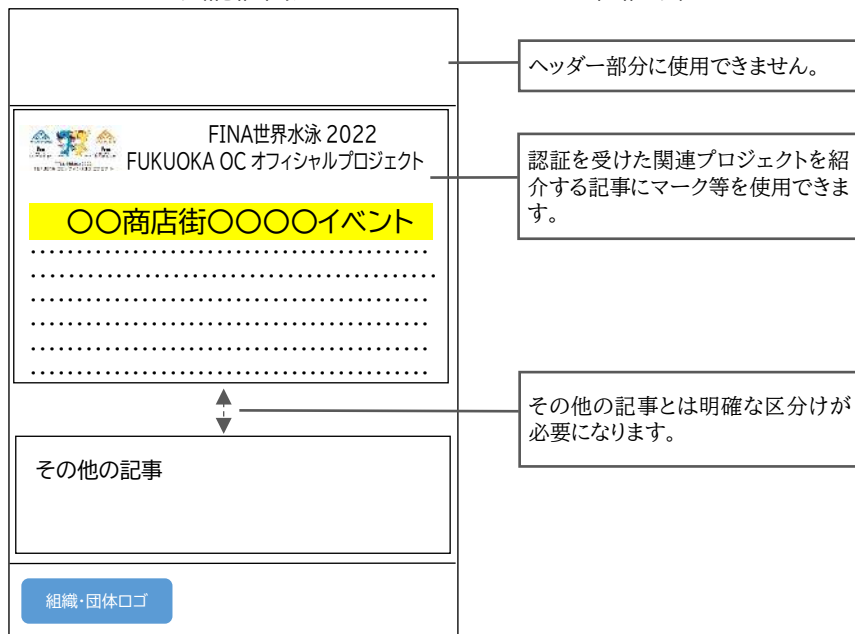 ヘッダー部分に使用できません。
FINA世界水泳 2022
FUKUOKA OC オフィシャルプロジェクト
認証を受けた関連プロジェクトを紹
介する記事にマーク等を使用できま
す。
〇〇商店街〇〇〇〇イベント
その他の記事とは明確な区分けが
必要になります。
その他の記事
組織・団体ロゴ